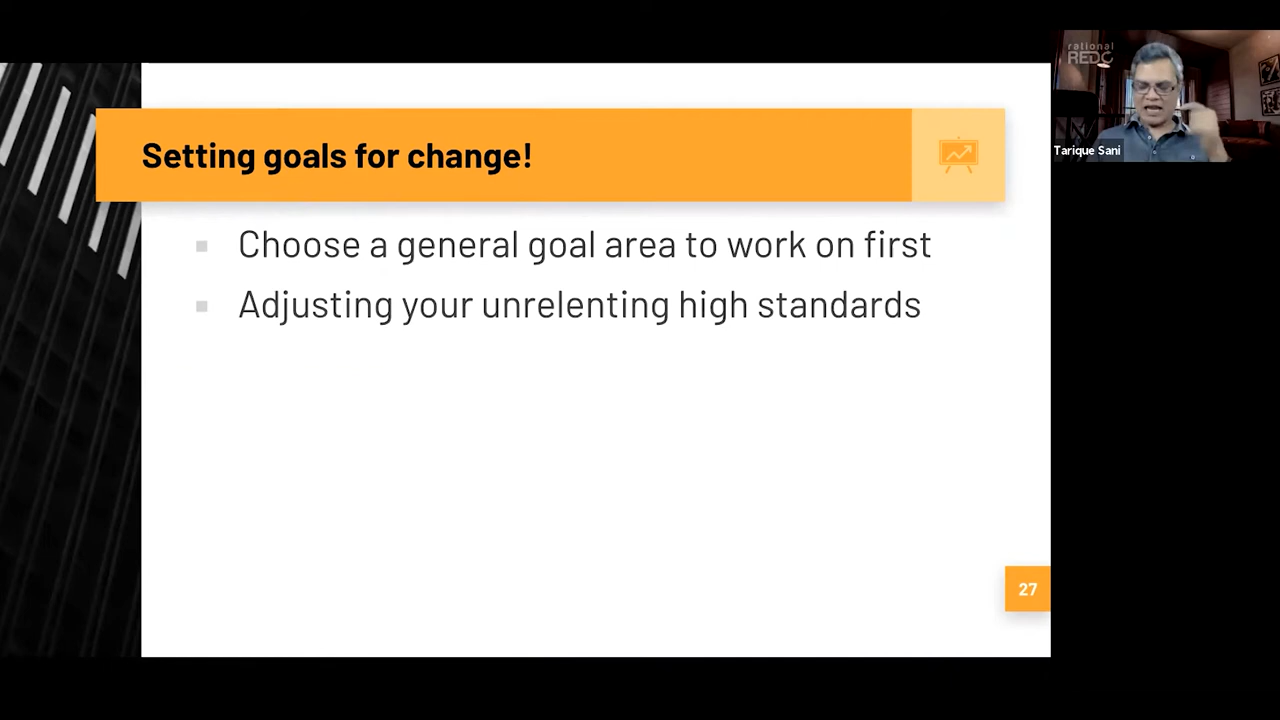 rational
REDC
Tarique Sani
Setting goals for change!
Choose a general goal area to work on first
Adjusting your unrelenting high standards
27